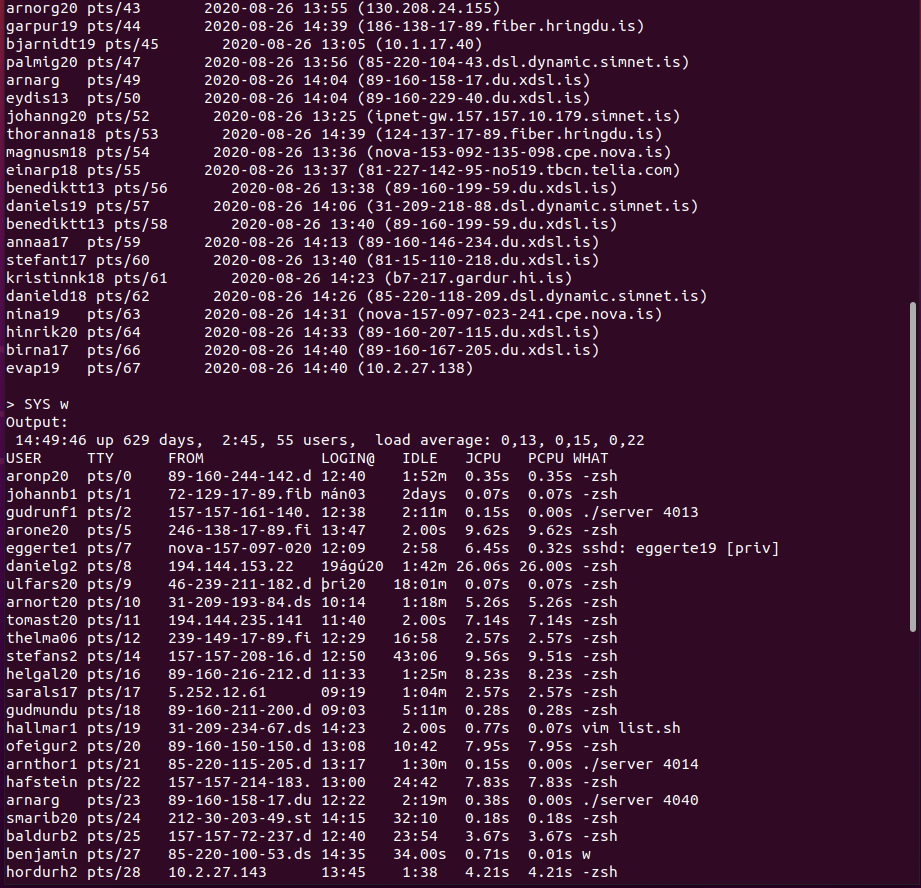 arnorg20 pts/43       2020-08-26 13:55 (130.208.24.155)
garpur19 pts/44       2020-08-26 14:39 (186-138-17-89.fiber.hringdu.is)
bjarnidt19 pts/45       2020-08-26 13:05 (10.1.17.40)
palmig20 pts/47       2020-08-26 13:56 (85-220-104-43.dsl.dynamic.simnet.is)
arnarg   pts/49       2020-08-26 14:04 (89-160-158-17.du.xdsl.is)
eydis13  pts/50       2020-08-26 14:04 (89-160-229-40.du.xdsl.is)
johanng20 pts/52       2020-08-26 13:25 (ipnet-gw.157.157.10.179.simnet.is)
thoranna18 pts/53       2020-08-26 14:39 (124-137-17-89.fiber.hringdu.is)
magnusm18 pts/54       2020-08-26 13:36 (nova-153-092-135-098.cpe.nova.is)
einarp18 pts/55       2020-08-26 13:37 (81-227-142-95-no519.tbcn.telia.com)
benediktt13 pts/56       2020-08-26 13:38 (89-160-199-59.du.xdsl.is)
daniels19 pts/57       2020-08-26 14:06 (31-209-218-88.dsl.dynamic.simnet.is)
benediktt13 pts/58       2020-08-26 13:40 (89-160-199-59.du.xdsl.is)
annaa17  pts/59       2020-08-26 14:13 (89-160-146-234.du.xdsl.is)
stefant17 pts/60       2020-08-26 13:40 (81-15-110-218.du.xdsl.is)
kristinnk18 pts/61       2020-08-26 14:23 (b7-217.gardur.hi.is)
danield18 pts/62       2020-08-26 14:26 (85-220-118-209.dsl.dynamic.simnet.is)
nina19   pts/63       2020-08-26 14:31 (nova-157-097-023-241.cpe.nova.is)
hinrik20 pts/64       2020-08-26 14:33 (89-160-207-115.du.xdsl.is)
birna17  pts/66       2020-08-26 14:40 (89-160-167-205.du.xdsl.is)
evap19   pts/67       2020-08-26 14:40 (10.2.27.138)
> SYS w
Output:
 14:49:46 up 629 days,  2:45, 55 users,  load average: 0,13, 0,15, 0,22
USER     TTY      FROM             LOGIN@   IDLE   JCPU   PCPU WHAT
aronp20  pts/0    89-160-244-142.d 12:40    1:52m  0.35s  0.35s -zsh
johannb1 pts/1    72-129-17-89.fib mán03    2days  0.07s  0.07s -zsh
gudrunf1 pts/2    157-157-161-140. 12:38    2:11m  0.15s  0.00s ./server 4013
arone20  pts/5    246-138-17-89.fi 13:47    2.00s  9.62s  9.62s -zsh
eggerte1 pts/7    nova-157-097-020 12:09    2:58   6.45s  0.32s sshd: eggerte19 [priv]
danielg2 pts/8    194.144.153.22   19ágú20  1:42m 26.06s 26.00s -zsh
ulfars20 pts/9    46-239-211-182.d þri20   18:01m  0.07s  0.07s -zsh
arnort20 pts/10   31-209-193-84.ds 10:14    1:18m  5.26s  5.26s -zsh
tomast20 pts/11   194.144.235.141  11:40    2.00s  7.14s  7.14s -zsh
thelma06 pts/12   239-149-17-89.fi 12:29   16:58   2.57s  2.57s -zsh
stefans2 pts/14   157-157-208-16.d 12:50   43:06   9.56s  9.51s -zsh
helgal20 pts/16   89-160-216-212.d 11:33    1:25m  8.23s  8.23s -zsh
sarals17 pts/17   5.252.12.61      09:19    1:04m  2.57s  2.57s -zsh
gudmundu pts/18   89-160-211-200.d 09:03    5:11m  0.28s  0.28s -zsh
hallmar1 pts/19   31-209-234-67.ds 14:23    2.00s  0.77s  0.07s vim list.sh
ofeigur2 pts/20   89-160-150-150.d 13:08   10:42   7.95s  7.95s -zsh
arnthor1 pts/21   85-220-115-205.d 13:17    1:30m  0.15s  0.00s ./server 4014
hafstein pts/22   157-157-214-183. 13:00   24:42   7.83s  7.83s -zsh
arnarg   pts/23   89-160-158-17.du 12:22    2:19m  0.38s  0.00s ./server 4040
smarib20 pts/24   212-30-203-49.st 14:15   32:10   0.18s  0.18s -zsh
baldurb2 pts/25   157-157-72-237.d 12:40   23:54   3.67s  3.67s -zsh
benjamin pts/27   85-220-100-53.ds 14:35   34.00s  0.71s  0.01s w
hordurh2 pts/28   10.2.27.143      13:45    1:38   4.21s  4.21s -zsh